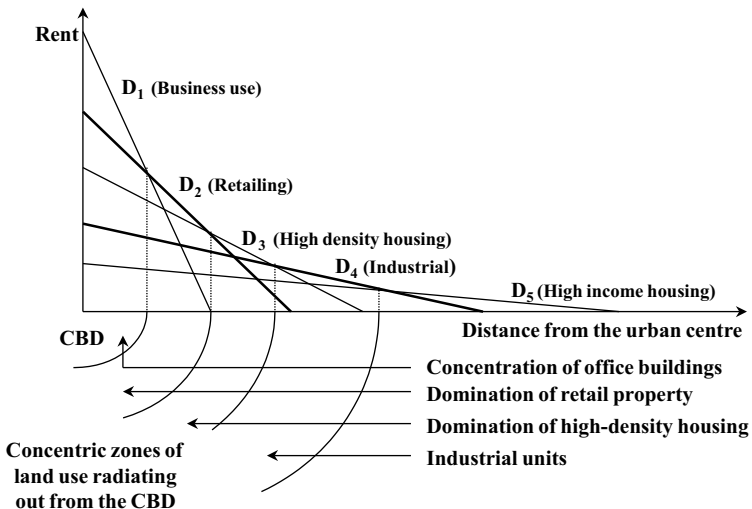 Rent
D1 (Business use)
D2 (Retailing)
D3 (High density housing)
D4 (Industrial)
D5 (High income housing)
CBD
Distance from the urban centre
Concentration of office buildings
Domination of retail property
Domination of high-density housing
Industrial units
Concentric zones of
land use radiating
out from the CBD